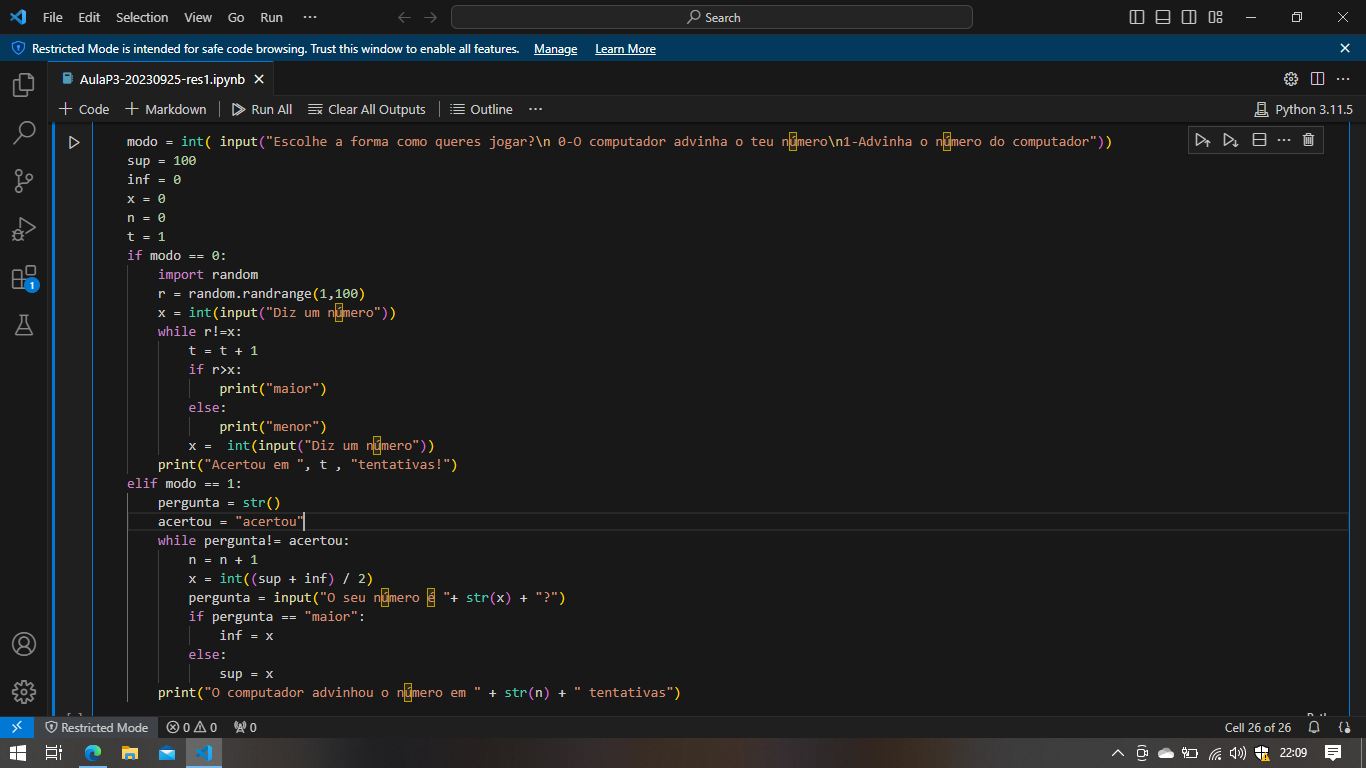 File Edit Selection View Go Run ··· Search
Restricted Mode is intended for safe code browsing. Trust this window to enable all features. Manage Learn More
AulaP3-20230925-res1.ipynb
+ Code + Markdown Run All Clear All Outputs Outline ··· Python 3.11.5
modo = int( input("Escolhe a forma como queres jogar?\n 0-O computador advinha o teu número\n1-Advinha o número do computador"))
sup = 100
inf = 0
x = 0
n = 0
t = 1
if modo == 0:
    import random
    r = random.randrange(1,100)
    x = int(input("Diz um número"))
    while r!=x:
        t = t + 1
        if r>x:
            print("maior")
        else:
            print("menor")
        x =  int(input("Diz um número"))
    print("Acertou em ", t , "tentativas!")
elif modo == 1:
    pergunta = str()
    acertou = "acertou"
    while pergunta!= acertou:
        n = n + 1
        x = int((sup + inf) / 2)
        pergunta = input("O seu número é "+ str(x) + "?")
        if pergunta == "maior":
            inf = x
        else:
            sup = x
    print("O computador advinhou o número em " + str(n) + " tentativas")
1
Restricted Mode 0 0 0 Cell 26 of 26
22:09